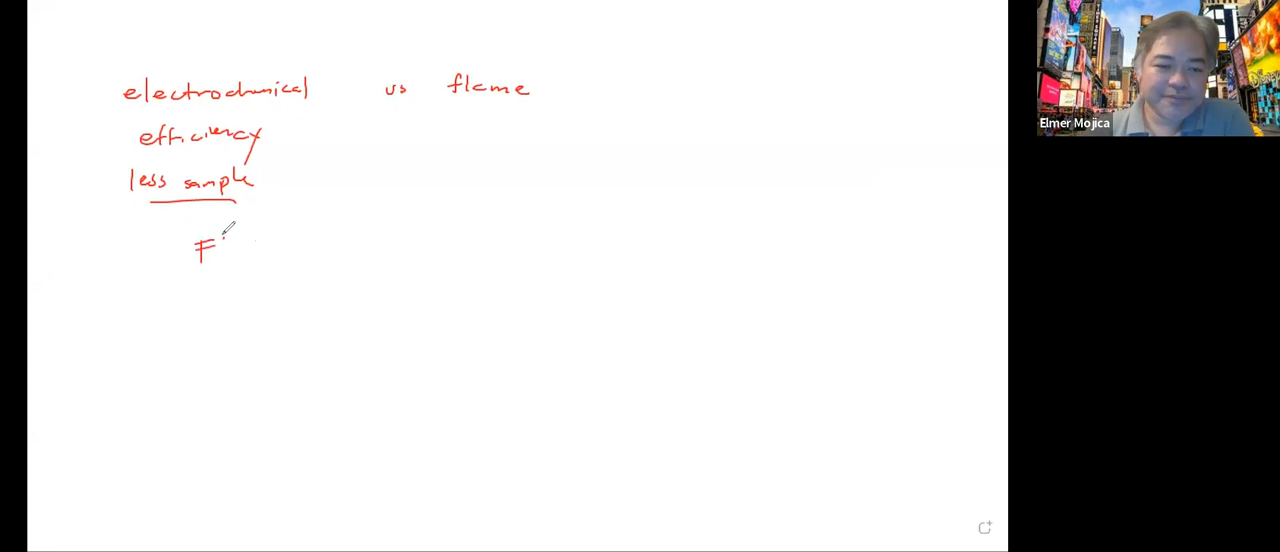 electrochemical vs flame
efficiency
less sample
F
Elmer Mojica